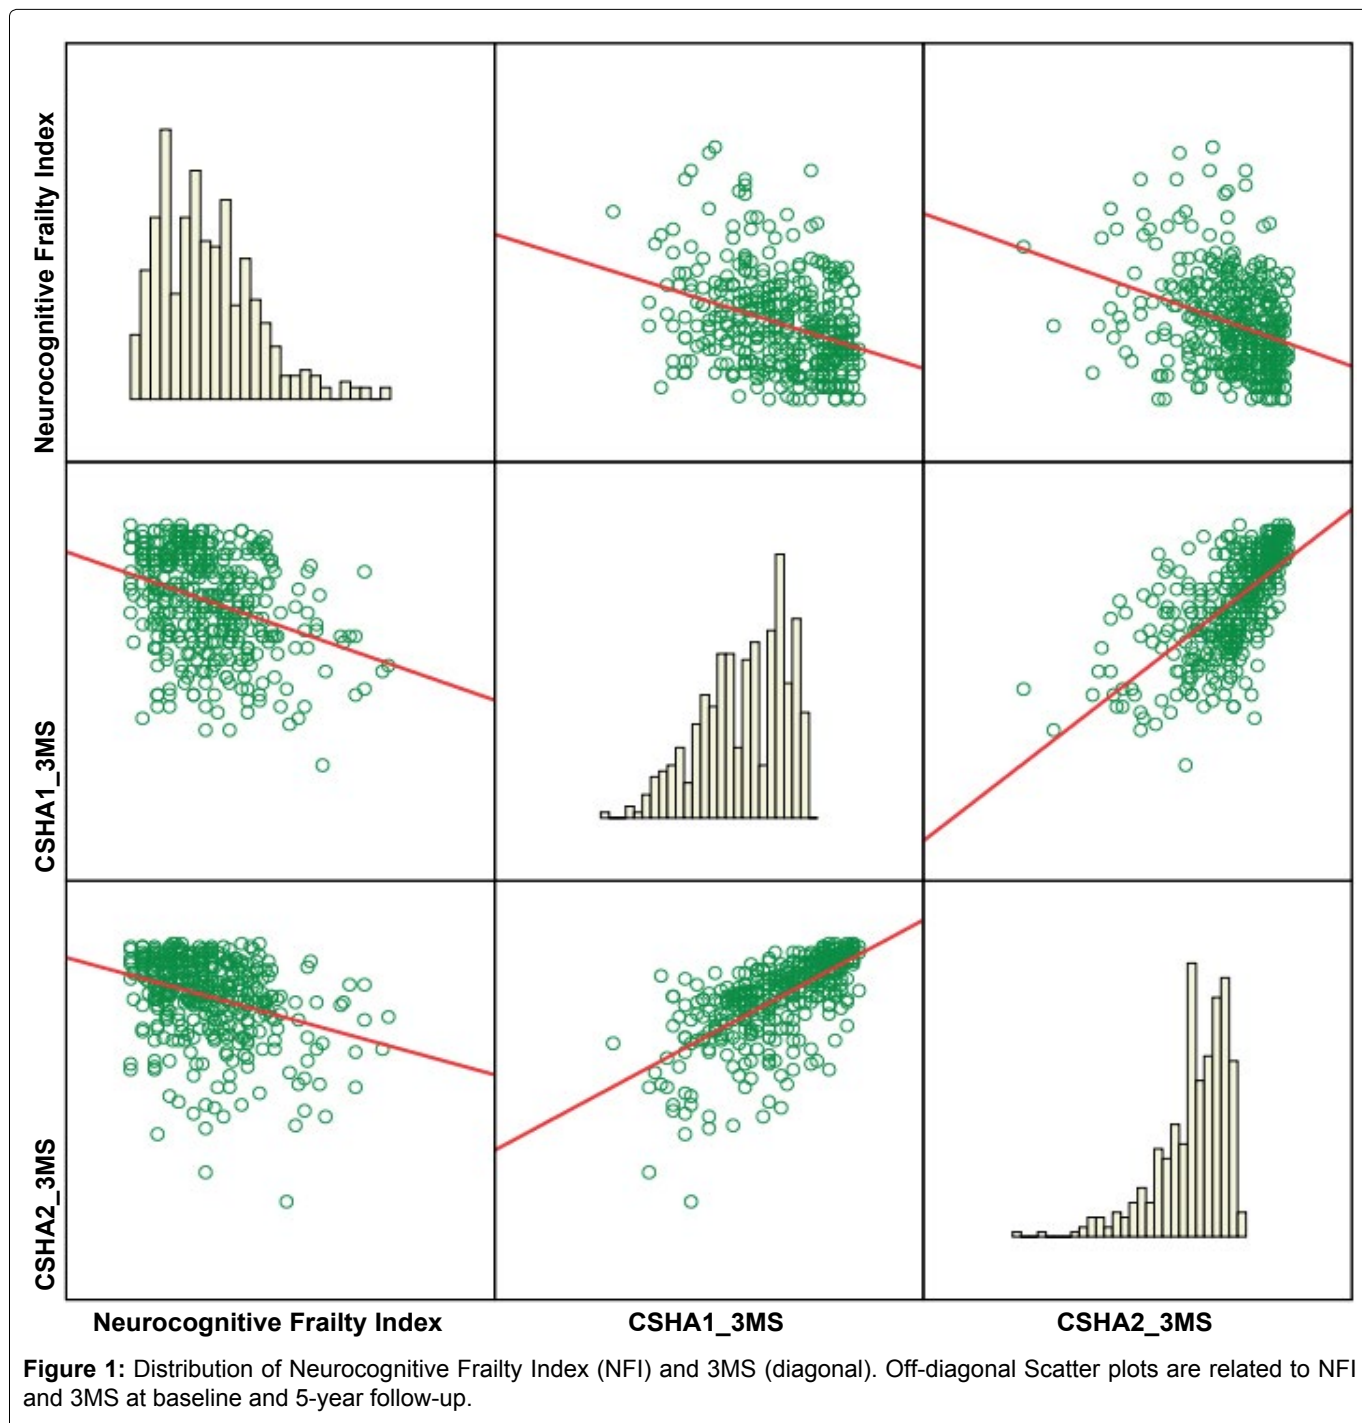 Neurocognitive Frailty Index
CSHA1_3MS
CSHA2_3MS
Neurocognitive Frailty Index
CSHA1_3MS
CSHA2_3MS
Figure 1: Distribution of Neurocognitive Frailty Index (NFI) and 3MS (diagonal). Off-diagonal Scatter plots are related to NFI
and 3MS at baseline and 5-year follow-up.